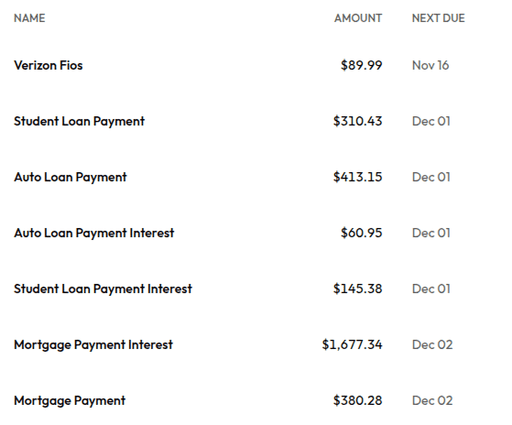 NAME AMOUNT NEXT DUE
Verizon Fios $89.99 Nov 16
Student Loan Payment $310.43 Dec 01
Auto Loan Payment $413.15 Dec 01
Auto Loan Payment Interest $60.95 Dec 01
Student Loan Payment Interest $145.38 Dec 01
Mortgage Payment Interest $1,677.34 Dec 02
Mortgage Payment $380.28 Dec 02